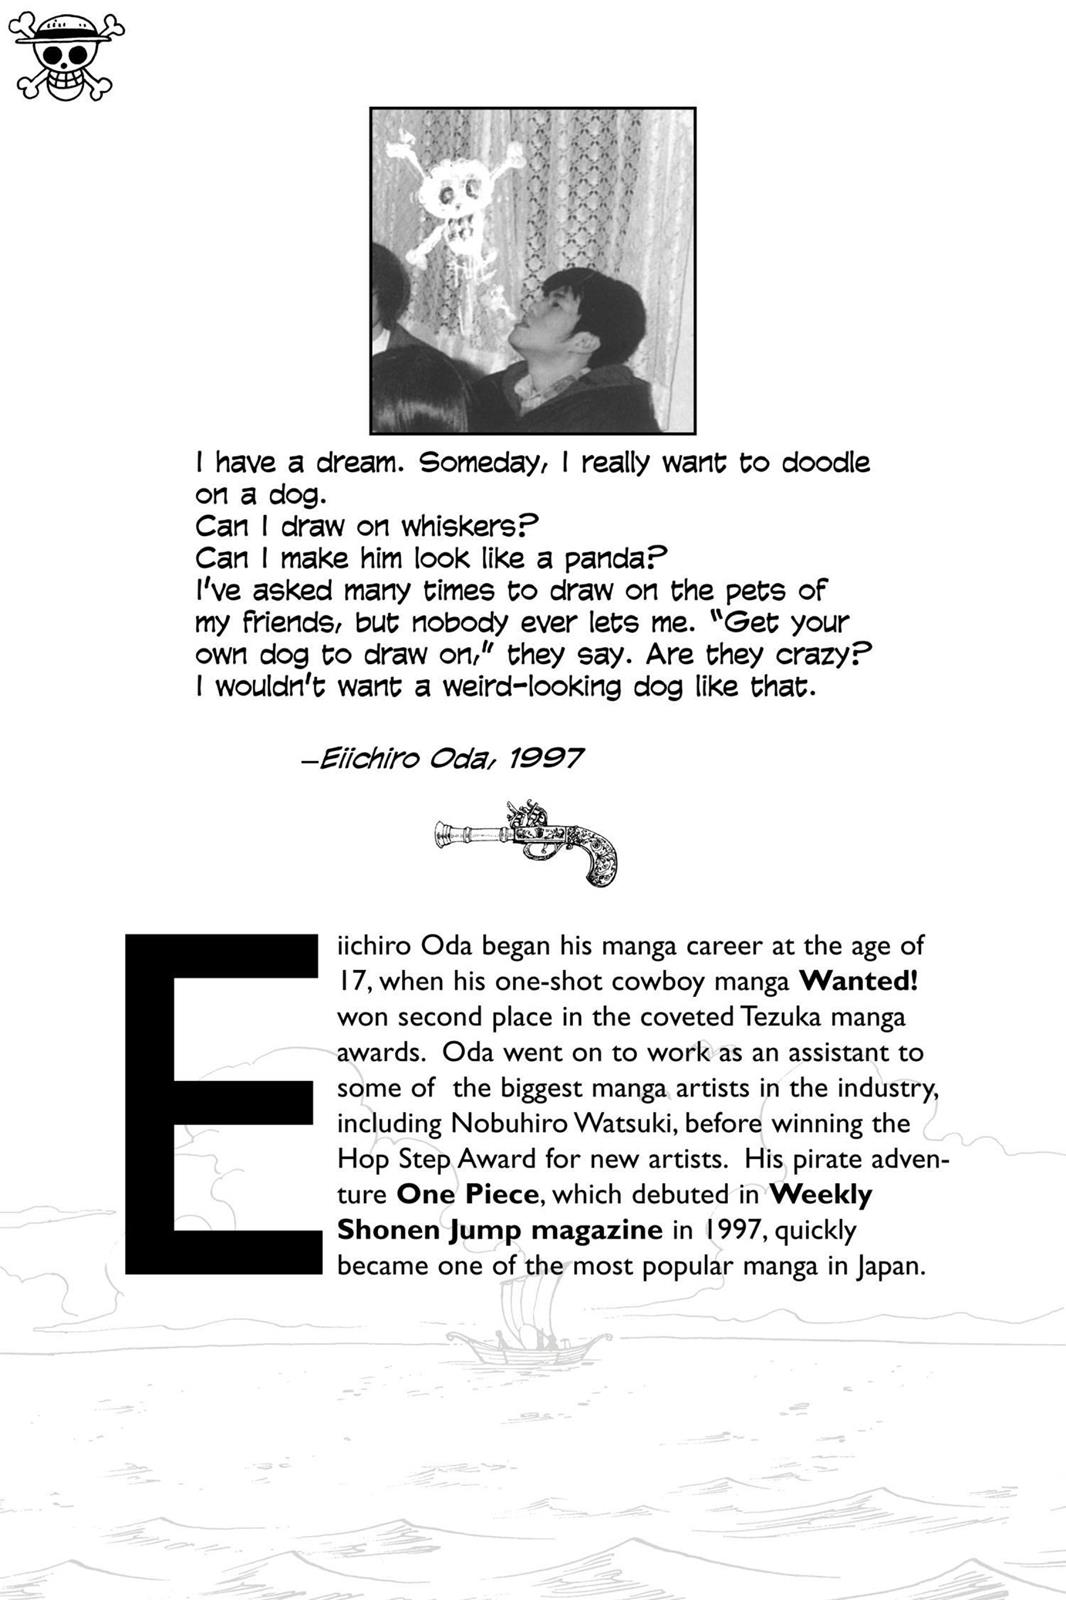 I have a dream. Someday, I really want to doodle
on a dog.
Can I draw on whiskers?
Can I make him look like a panda?
I've asked many times to draw on the pets of
my friends, but nobody ever lets me. "Get your
own dog to draw on," they say. Are they crazy?
I wouldn't want a weird-looking dog like that.
–Eiichiro Oda, 1997
Eiichiro Oda began his manga career at the age of
17, when his one-shot cowboy manga Wanted!
won second place in the coveted Tezuka manga
awards. Oda went on to work as an assistant to
some of the biggest manga artists in the industry,
including Nobuhiro Watsuki, before winning the
Hop Step Award for new artists. His pirate adven-
ture One Piece, which debuted in Weekly
Shonen Jump magazine in 1997, quickly
became one of the most popular manga in Japan.